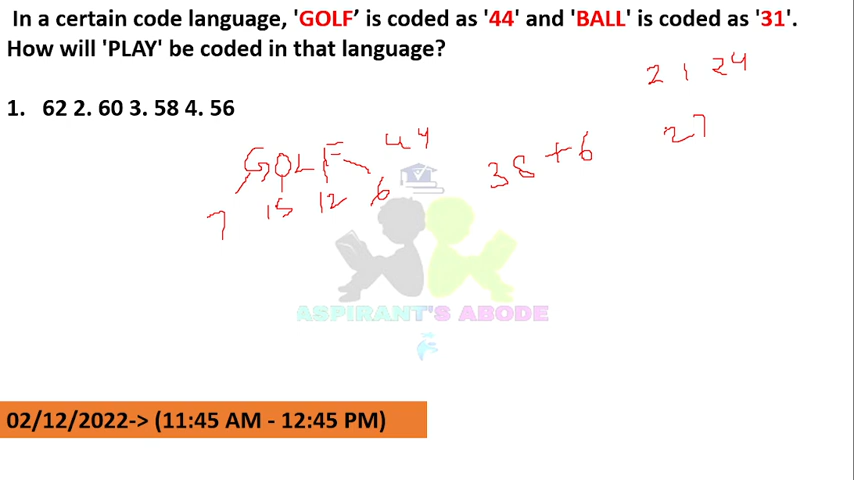 In a certain code language, 'GOLF' is coded as '44' and 'BALL' is coded as '31'.
How will 'PLAY' be coded in that language?
2 1 24
1. 62 2. 60 3. 58 4. 56
GOLF 44
38 + 6
27
7 15 12 6
ASPIRANT'S ABODE
02/12/2022-> (11:45 AM - 12:45 PM)